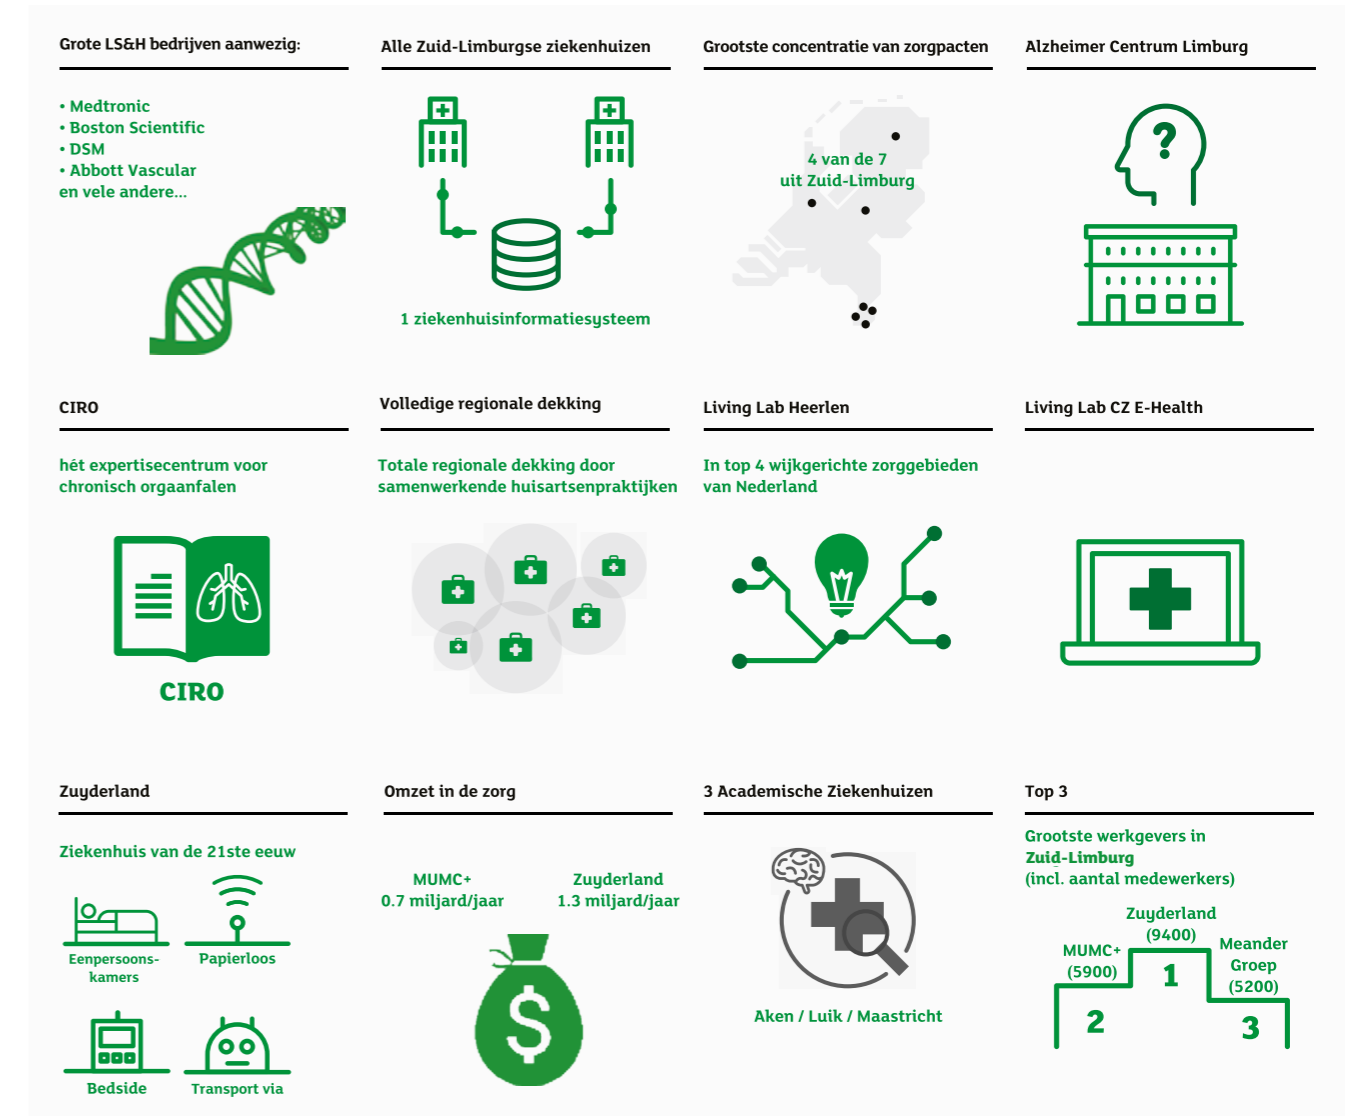 Grote LS&H bedrijven aanwezig:
• Medtronic
• Boston Scientific
• DSM
• Abbott Vascular
en vele andere...
Alle Zuid-Limburgse ziekenhuizen
1 ziekenhuisinformatiesysteem
Grootste concentratie van zorgpacten
4 van de 7
uit Zuid-Limburg
Alzheimer Centrum Limburg
?
CIRO
hét expertisecentrum voor
chronisch orgaanfalen
CIRO
Volledige regionale dekking
Totale regionale dekking door
samenwerkende huisartsenpraktijken
Living Lab Heerlen
In top 4 wijkgerichte zorggebieden
van Nederland
Living Lab CZ E-Health
Zuyderland
Ziekenhuis van de 21ste eeuw
Eenpersoons-
kamers
Papierloos
Bedside
Transport via
Omzet in de zorg
MUMC+
0.7 miljard/jaar
Zuyderland
1.3 miljard/jaar
$
3 Academische Ziekenhuizen
Aken / Luik / Maastricht
Top 3
Grootste werkgevers in
Zuid-Limburg
(incl. aantal medewerkers)
Zuyderland
(9400)
1
MUMC+
(5900)
2
Meander
Groep
(5200)
3